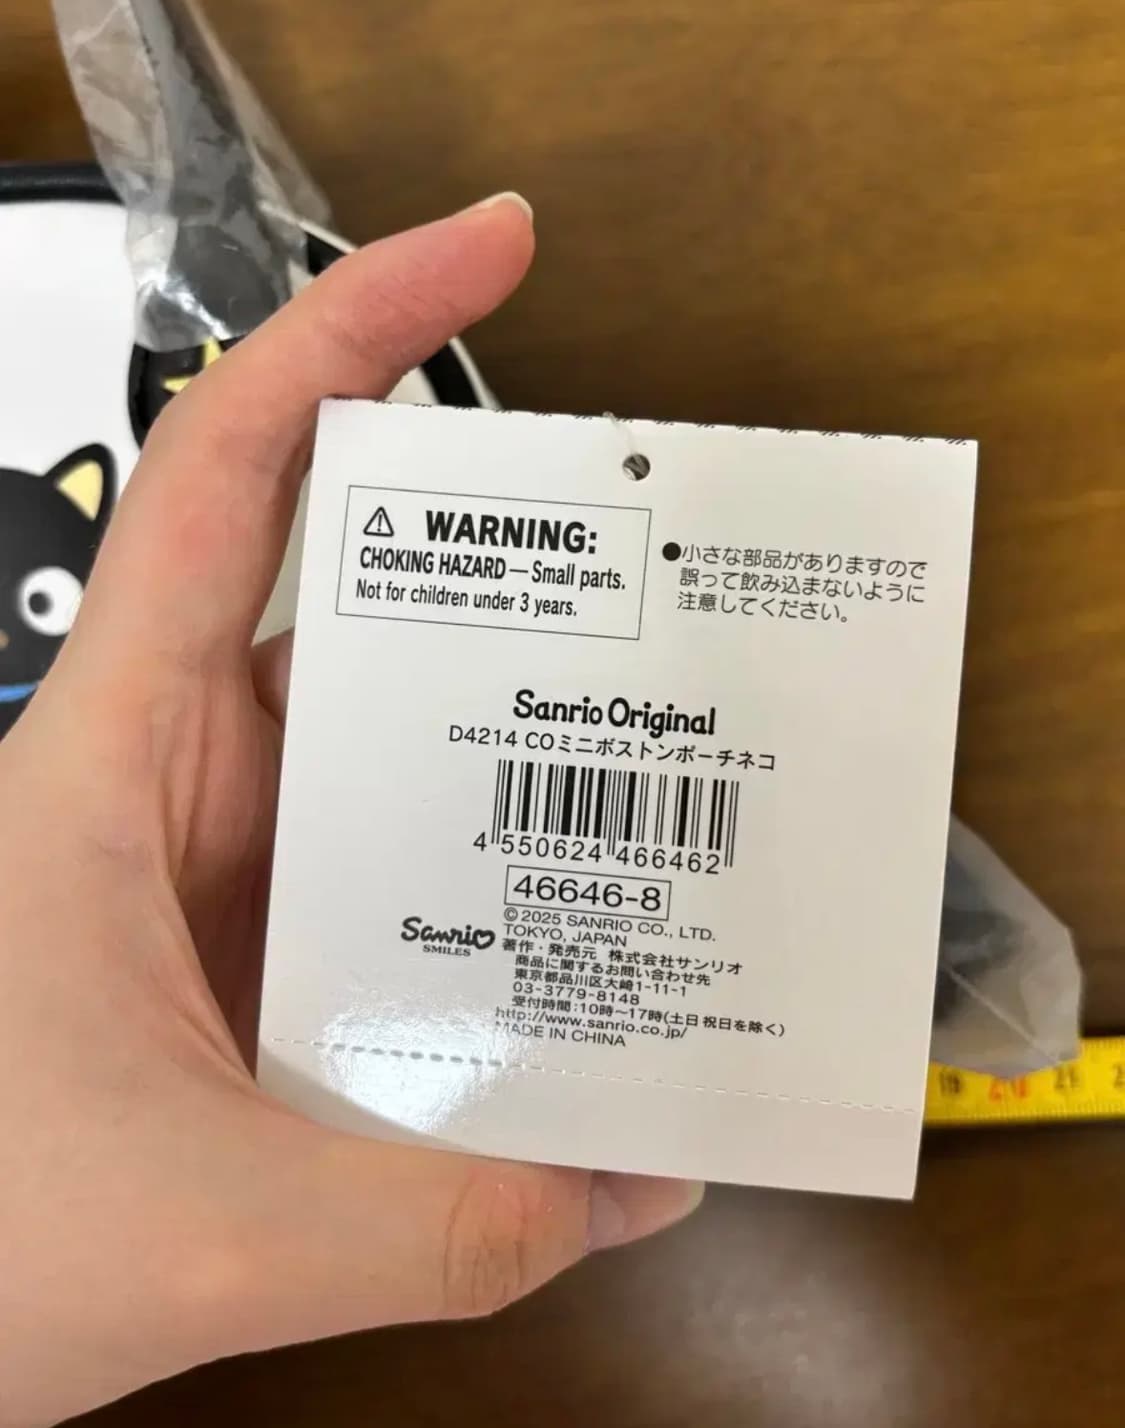 WARNING:
CHOKING HAZARD — Small parts.
Not for children under 3 years.
●小さな部品がありますので
誤って飲み込まないように
注意してください。
Sanrio Original
D4214 COミニボストンポーチネコ
4 550624 466462
46646-8
© 2025 SANRIO CO., LTD.
TOKYO, JAPAN
Sanrio
SMILES
著作・発売元 株式会社サンリオ
商品に関するお問い合わせ先
東京都品川区大崎1-11-1
03-3779-8148
受付時間:10時~17時(土日祝日を除く)
http://www.sanrio.co.jp/
MADE IN CHINA
19 20 21